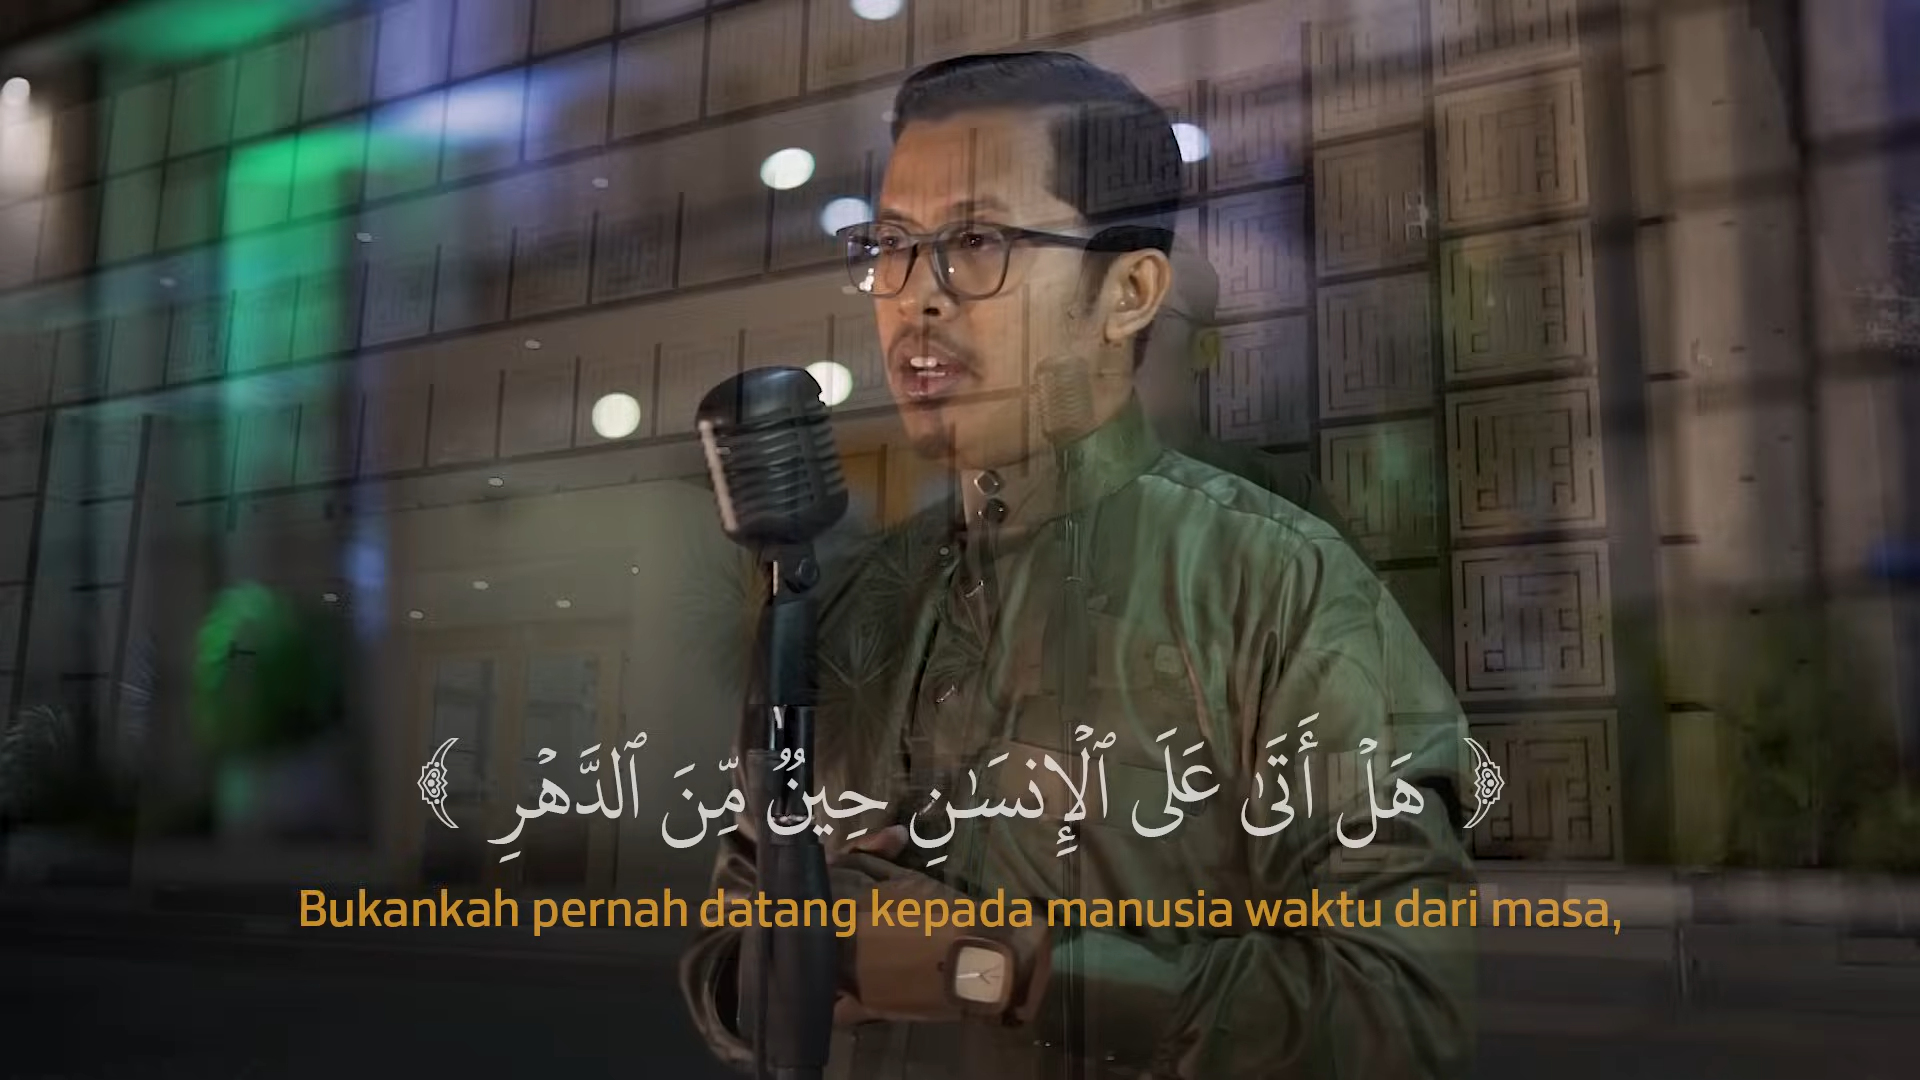 ﴿ هَلْ أَتَىٰ عَلَى ٱلْإِنسَـٰنِ حِينٌ مِّنَ ٱلدَّهْرِ ﴾
Bukankah pernah datang kepada manusia waktu dari masa,